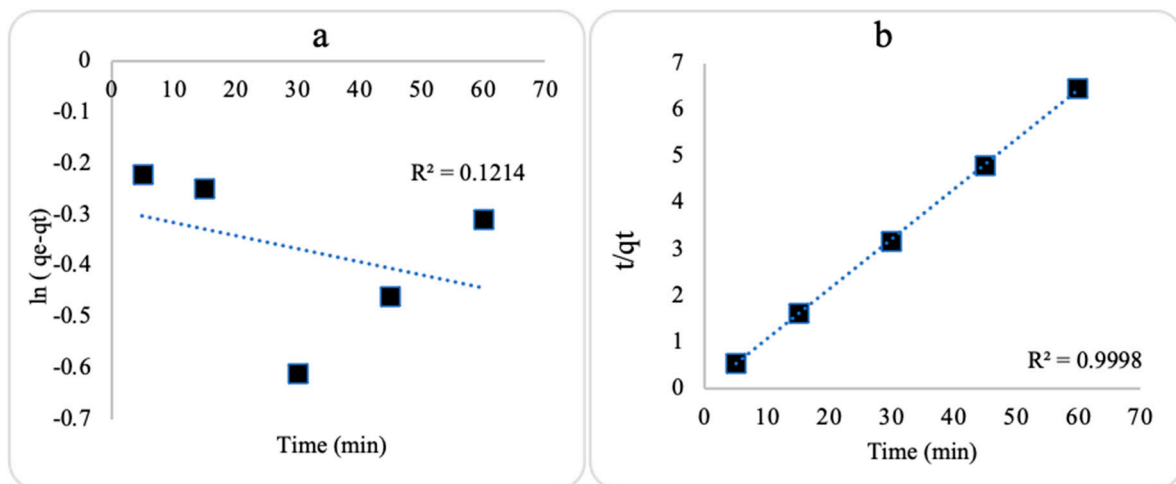 a
0
0 10 20 30 40 50 60 70
-0.1
-0.2
-0.3
-0.4
-0.5
-0.6
-0.7
R² = 0.1214
ln ( qe-qt)
Time (min)
b
7
6
5
4
3
2
1
0
t/qt
R² = 0.9998
0 10 20 30 40 50 60 70
Time (min)